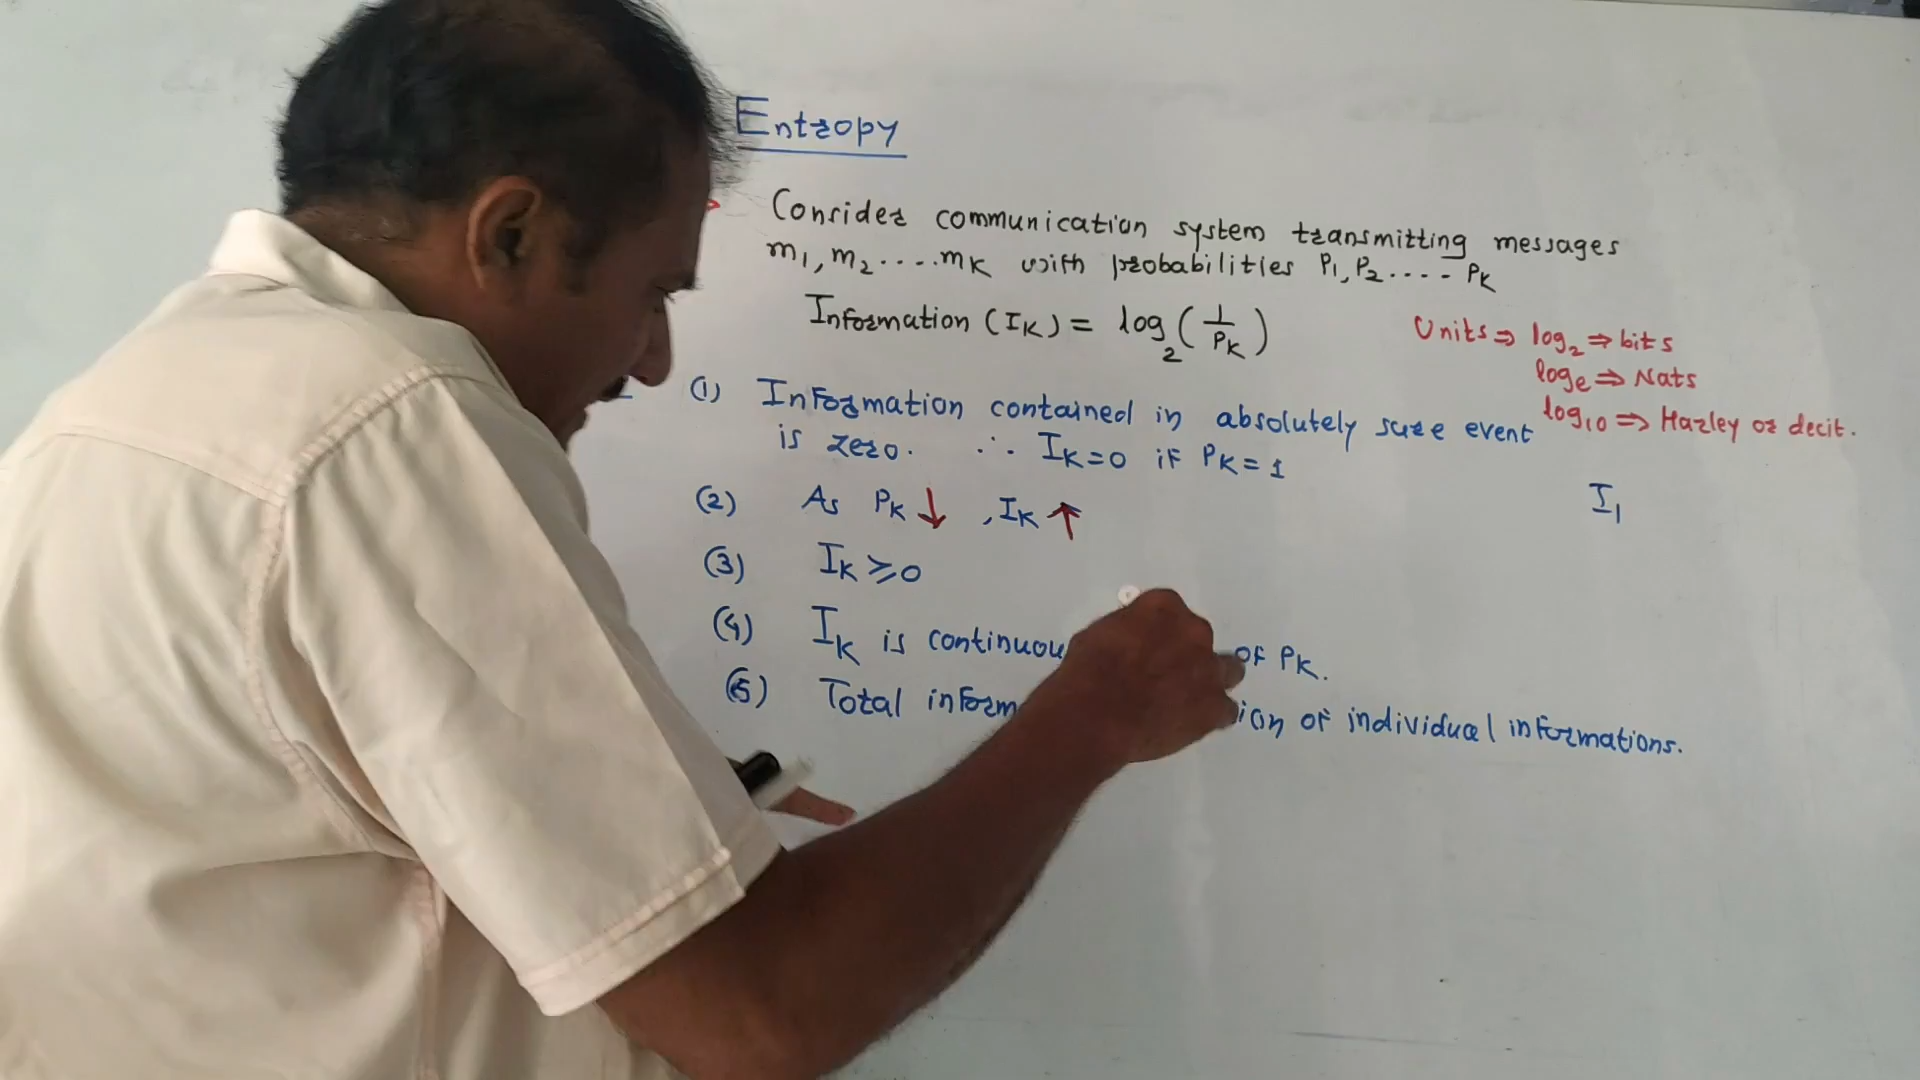 Entropy
Consider communication system transmitting messages
m1, m2 .... mK with probabilities P1, P2 .... PK
Information (IK) = log2 (1/PK)
Units ⇒ log2 ⇒ bits
loge ⇒ Nats
log10 ⇒ Harley or decit.
(1) Information contained in absolutely sure event
is zero. ∴ IK=0 if PK=1
I1
(2) As PK ↓, IK ↑
(3) IK ≥ 0
(4) IK is continuou of PK.
(5) Total inform ion of individual informations.